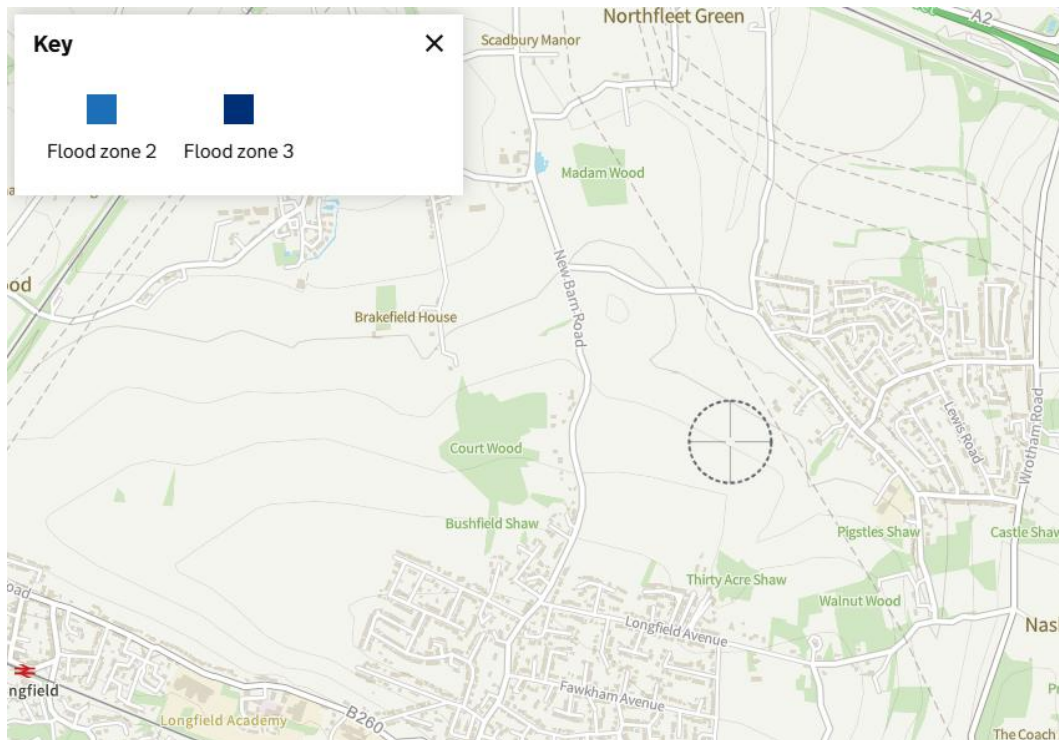 Key
Flood zone 2
Flood zone 3
Northfleet Green
A2
Scadbury Manor
Madam Wood
New Barn Road
Brakefield House
ood
Court Wood
Lewis Road
Wrotham Road
Bushfield Shaw
Pigstles Shaw
Castle Shaw
Thirty Acre Shaw
Walnut Wood
Longfield Avenue
Nash
oad
ngfield
Fawkham Avenue
Longfield Academy
B260
The Coach